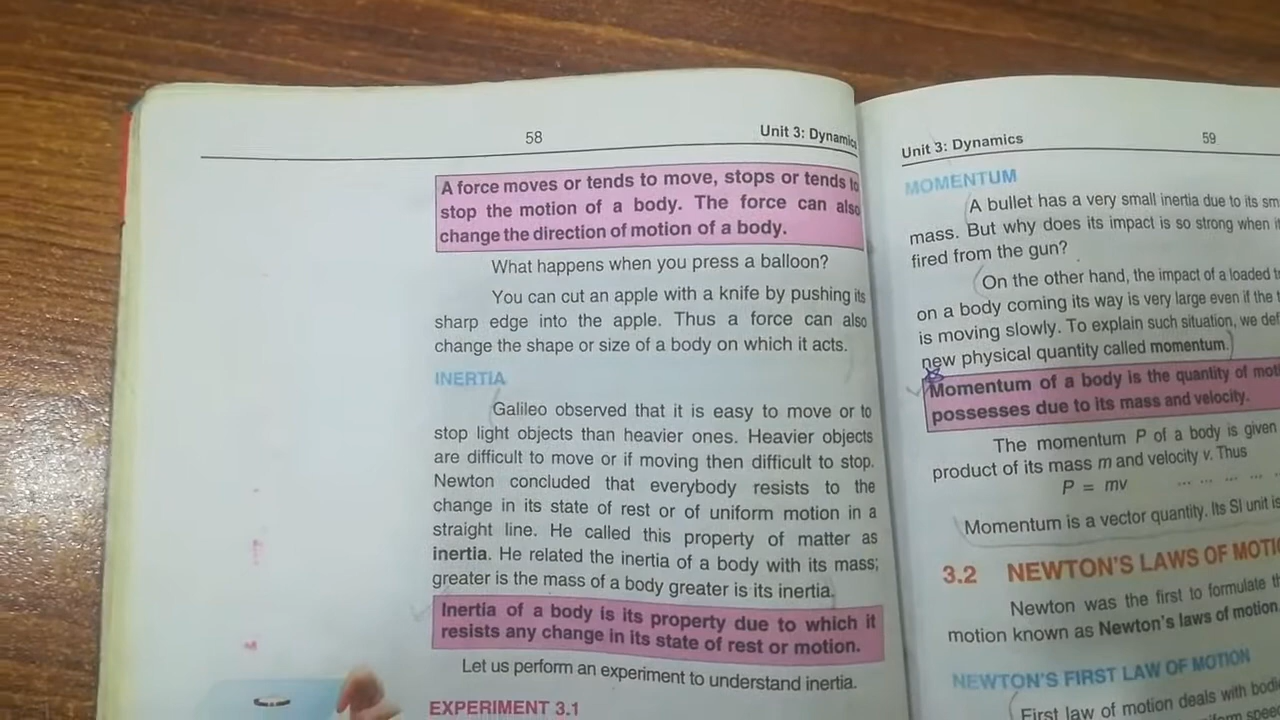 58
Unit 3: Dynamics
A force moves or tends to move, stops or tends to
stop the motion of a body. The force can also
change the direction of motion of a body.
What happens when you press a balloon?
You can cut an apple with a knife by pushing its
sharp edge into the apple. Thus a force can also
change the shape or size of a body on which it acts.
INERTIA
Galileo observed that it is easy to move or to
stop light objects than heavier ones. Heavier objects
are difficult to move or if moving then difficult to stop.
Newton concluded that everybody resists to the
change in its state of rest or of uniform motion in a
straight line. He called this property of matter as
inertia. He related the inertia of a body with its mass;
greater is the mass of a body greater is its inertia.
Inertia of a body is its property due to which it
resists any change in its state of rest or motion.
Let us perform an experiment to understand inertia.
EXPERIMENT 3.1
Unit 3: Dynamics
59
MOMENTUM
A bullet has a very small inertia due to its
mass. But why does its impact is so strong when
fired from the gun?
On the other hand, the impact of a loaded
on a body coming its way is very large even if the
is moving slowly. To explain such situation, we
new physical quantity called momentum.
Momentum of a body is the quantity of
possesses due to its mass and velocity.
The momentum P of a body is given
product of its mass m and velocity v. Thus
P = mv ... ... ... ...
Momentum is a vector quantity. Its SI unit is
3.2 NEWTON'S LAWS OF
Newton was the first to formulate
motion known as Newton's laws of motion.
NEWTON'S FIRST LAW OF MOTION
First law of motion deals with